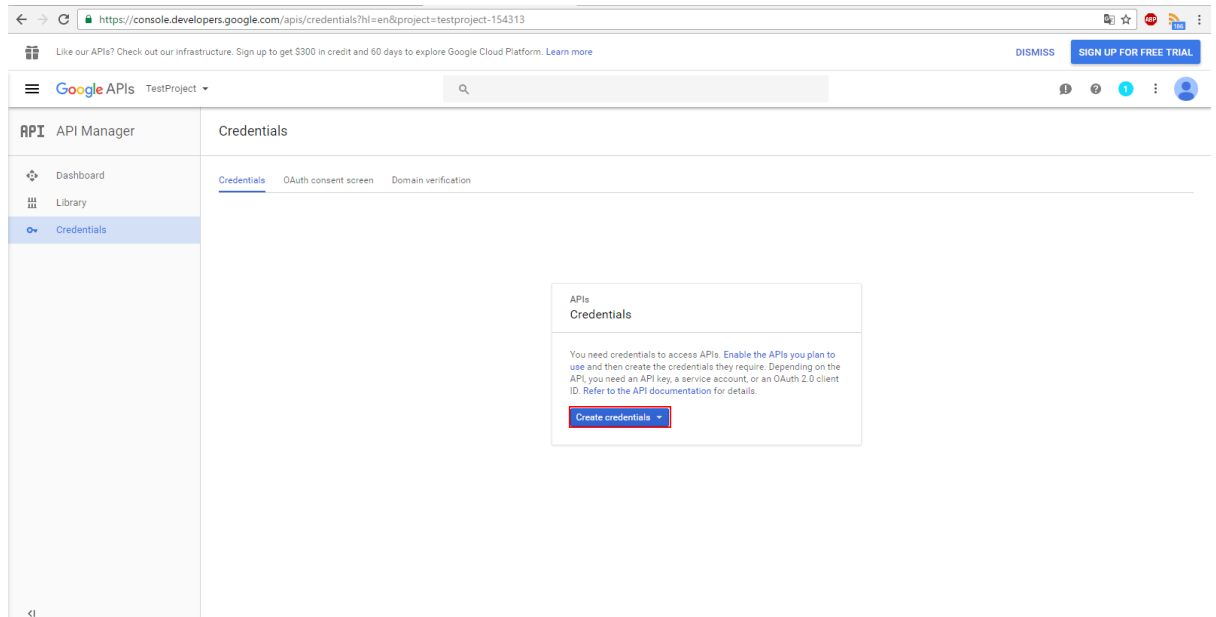 https://console.developers.google.com/apis/credentials?hl=en&project=testproject-154313
ABP
186
Like our APIs? Check out our infrastructure. Sign up to get $300 in credit and 60 days to explore Google Cloud Platform. Learn more
DISMISS
SIGN UP FOR FREE TRIAL
Google APIs TestProject
1
API API Manager
Credentials
Dashboard
Library
Credentials
Credentials OAuth consent screen Domain verification
APIs
Credentials
You need credentials to access APIs. Enable the APIs you plan to
use and then create the credentials they require. Depending on the
API, you need an API key, a service account, or an OAuth 2.0 client
ID. Refer to the API documentation for details.
Create credentials